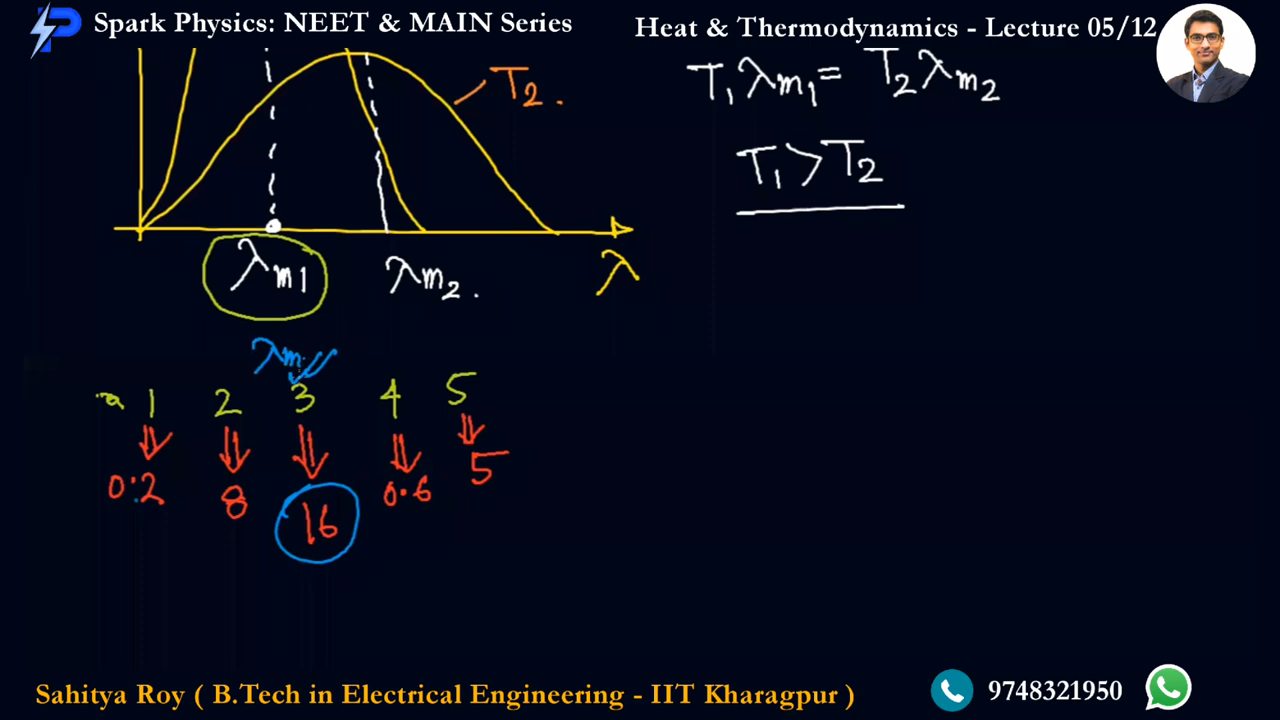 Spark Physics: NEET & MAIN Series
Heat & Thermodynamics - Lecture 05/12
T₂.
T₁λm₁ = T₂λm₂
T₁ > T₂
λm1
λm₂.
λ
λm
1 2 3 4 5
0.2 8 16 0.6 5
Sahitya Roy ( B.Tech in Electrical Engineering - IIT Kharagpur )
9748321950